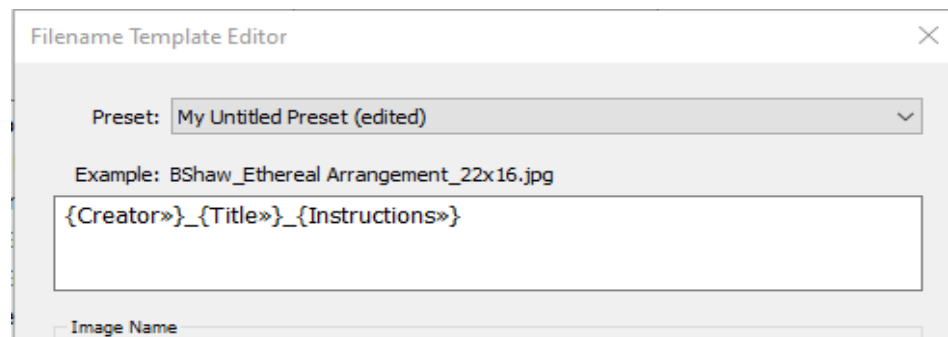 Filename Template Editor
Preset: My Untitled Preset (edited)
Example: BShaw_Ethereal Arrangement_22x16.jpg
{Creator»}_{Title»}_{Instructions»}
Image Name